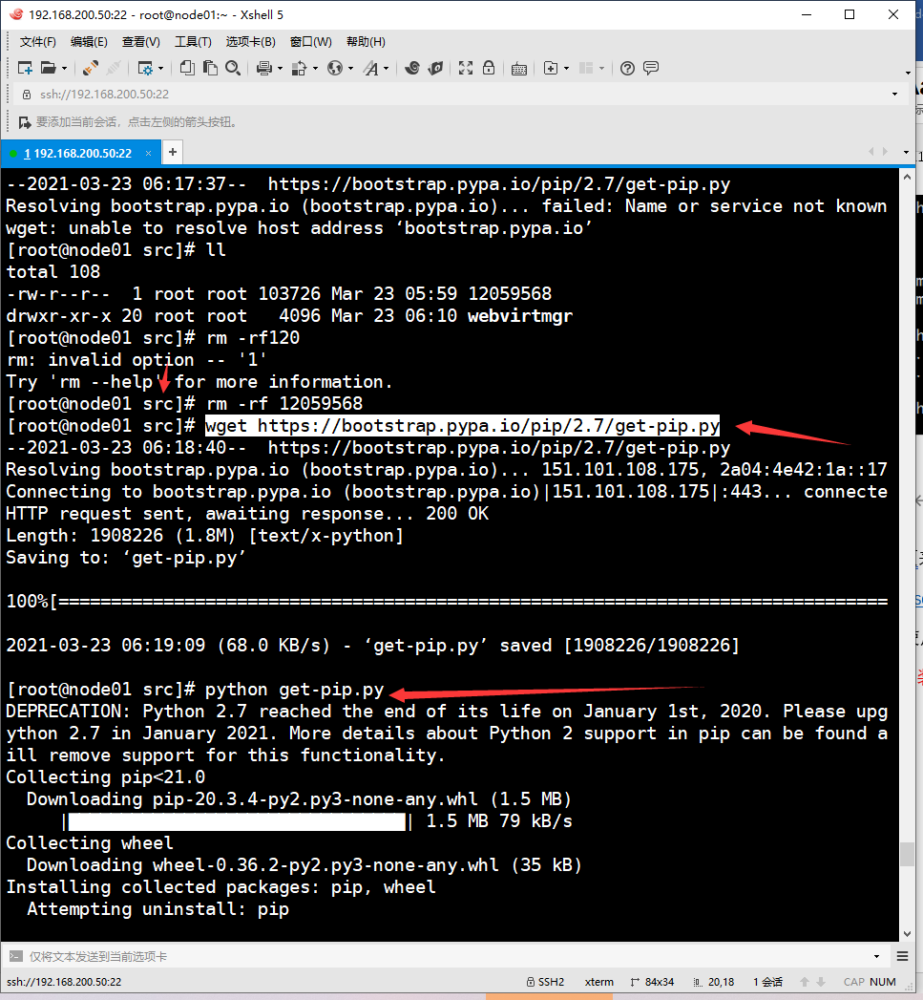 192.168.200.50:22 - root@node01:~ - Xshell 5
文件(F) 编辑(E) 查看(V) 工具(T) 选项卡(B) 窗口(W) 帮助(H)
ssh://192.168.200.50:22
要添加当前会话，点击左侧的箭头按钮。
1 192.168.200.50:22 × +
--2021-03-23 06:17:37--  https://bootstrap.pypa.io/pip/2.7/get-pip.py
Resolving bootstrap.pypa.io (bootstrap.pypa.io)... failed: Name or service not known
wget: unable to resolve host address ‘bootstrap.pypa.io’
[root@node01 src]# ll
total 108
-rw-r--r--  1 root root 103726 Mar 23 05:59 12059568
drwxr-xr-x 20 root root   4096 Mar 23 06:10 webvirtmgr
[root@node01 src]# rm -rf120
rm: invalid option -- '1'
Try 'rm --help' for more information.
[root@node01 src]# rm -rf 12059568
[root@node01 src]# wget https://bootstrap.pypa.io/pip/2.7/get-pip.py
--2021-03-23 06:18:40--  https://bootstrap.pypa.io/pip/2.7/get-pip.py
Resolving bootstrap.pypa.io (bootstrap.pypa.io)... 151.101.108.175, 2a04:4e42:1a::17
Connecting to bootstrap.pypa.io (bootstrap.pypa.io)|151.101.108.175|:443... connecte
HTTP request sent, awaiting response... 200 OK
Length: 1908226 (1.8M) [text/x-python]
Saving to: ‘get-pip.py’
100%[===============================================================================
2021-03-23 06:19:09 (68.0 KB/s) - ‘get-pip.py’ saved [1908226/1908226]
[root@node01 src]# python get-pip.py
DEPRECATION: Python 2.7 reached the end of its life on January 1st, 2020. Please upg
ython 2.7 in January 2021. More details about Python 2 support in pip can be found a
ill remove support for this functionality.
Collecting pip<21.0
  Downloading pip-20.3.4-py2.py3-none-any.whl (1.5 MB)
     |████████████████████████████████| 1.5 MB 79 kB/s
Collecting wheel
  Downloading wheel-0.36.2-py2.py3-none-any.whl (35 kB)
Installing collected packages: pip, wheel
  Attempting uninstall: pip
仅将文本发送到当前选项卡
ssh://192.168.200.50:22 SSH2 xterm 84x34 20,18 1 会话 CAP NUM